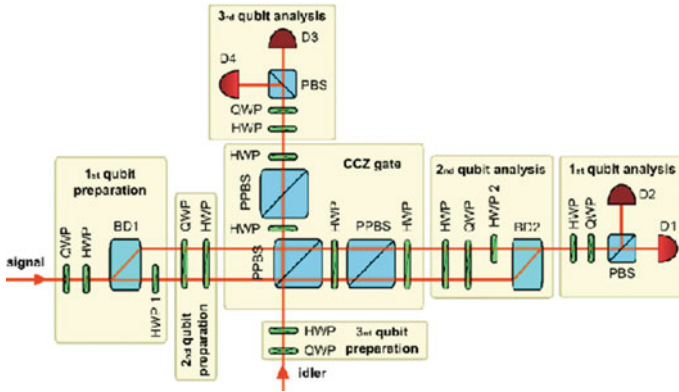 3rd qubit analysis
D3
D4
PBS
QWP
HWP
HWP
CCZ gate
PPBS
HWP
PPBS
HWP
PPBS
HWP
1st qubit
preparation
QWP
HWP
BD1
HWP 1
signal
QWP
HWP
2nd qubit
preparation
2nd qubit analysis
HWP
QWP
HWP 2
BD2
1st qubit analysis
HWP
QWP
D2
D1
PBS
HWP
QWP
3st qubit
preparation
idler